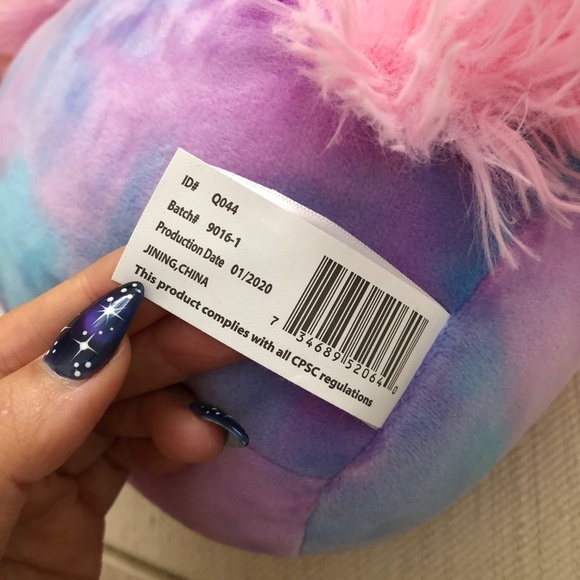 ID# Q044
Batch# 9016-1
Production Date 01/2020
JINING,CHINA
This product complies with all CPSC regulations
7 34689 52064 0